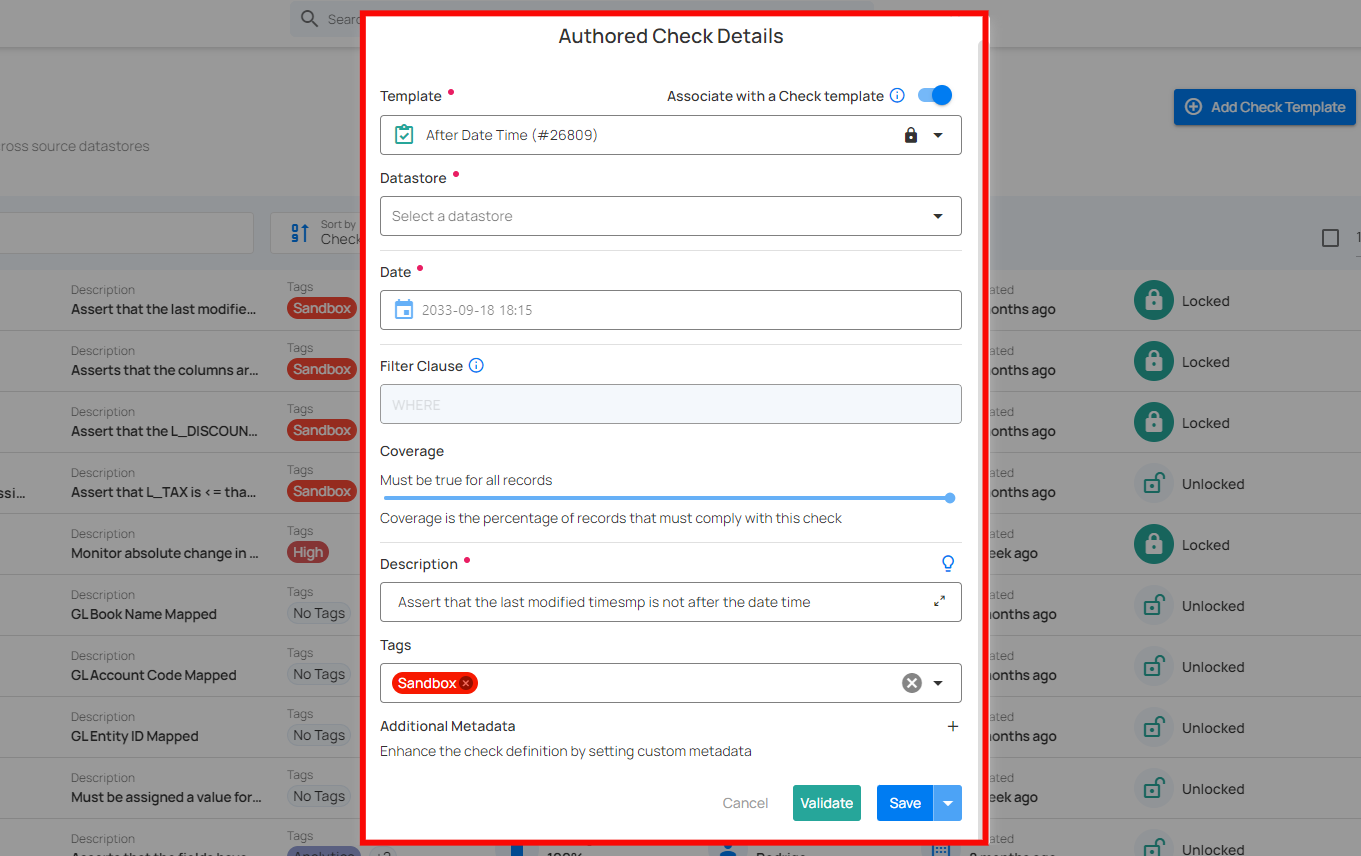 Authored Check Details
Template
Associate with a Check template
After Date Time (#26809)
Datastore
Select a datastore
Date
2033-09-18 18:15
Filter Clause
WHERE
Coverage
Must be true for all records
Coverage is the percentage of records that must comply with this check
Description
Assert that the last modified timesmp is not after the date time
Tags
Sandbox
Additional Metadata
Enhance the check definition by setting custom metadata
Cancel
Validate
Save
Add Check Template
ross source datastores
Sort by
Check
Description
Assert that the last modifie...
Tags
Sandbox
onths ago
Locked
Description
Asserts that the columns ar...
Tags
Sandbox
onths ago
Locked
Description
Assert that the L_DISCOUN...
Tags
Sandbox
onths ago
Locked
ssi...
Description
Assert that L_TAX is <= tha...
Tags
Sandbox
onths ago
Unlocked
Description
Monitor absolute change in ...
Tags
High
eek ago
Locked
Description
GL Book Name Mapped
Tags
No Tags
onths ago
Unlocked
Description
GL Account Code Mapped
Tags
No Tags
onths ago
Unlocked
Description
GL Entity ID Mapped
Tags
No Tags
onths ago
Unlocked
Description
Must be assigned a value for...
Tags
No Tags
eek ago
Unlocked
Description
Tags
Unlocked